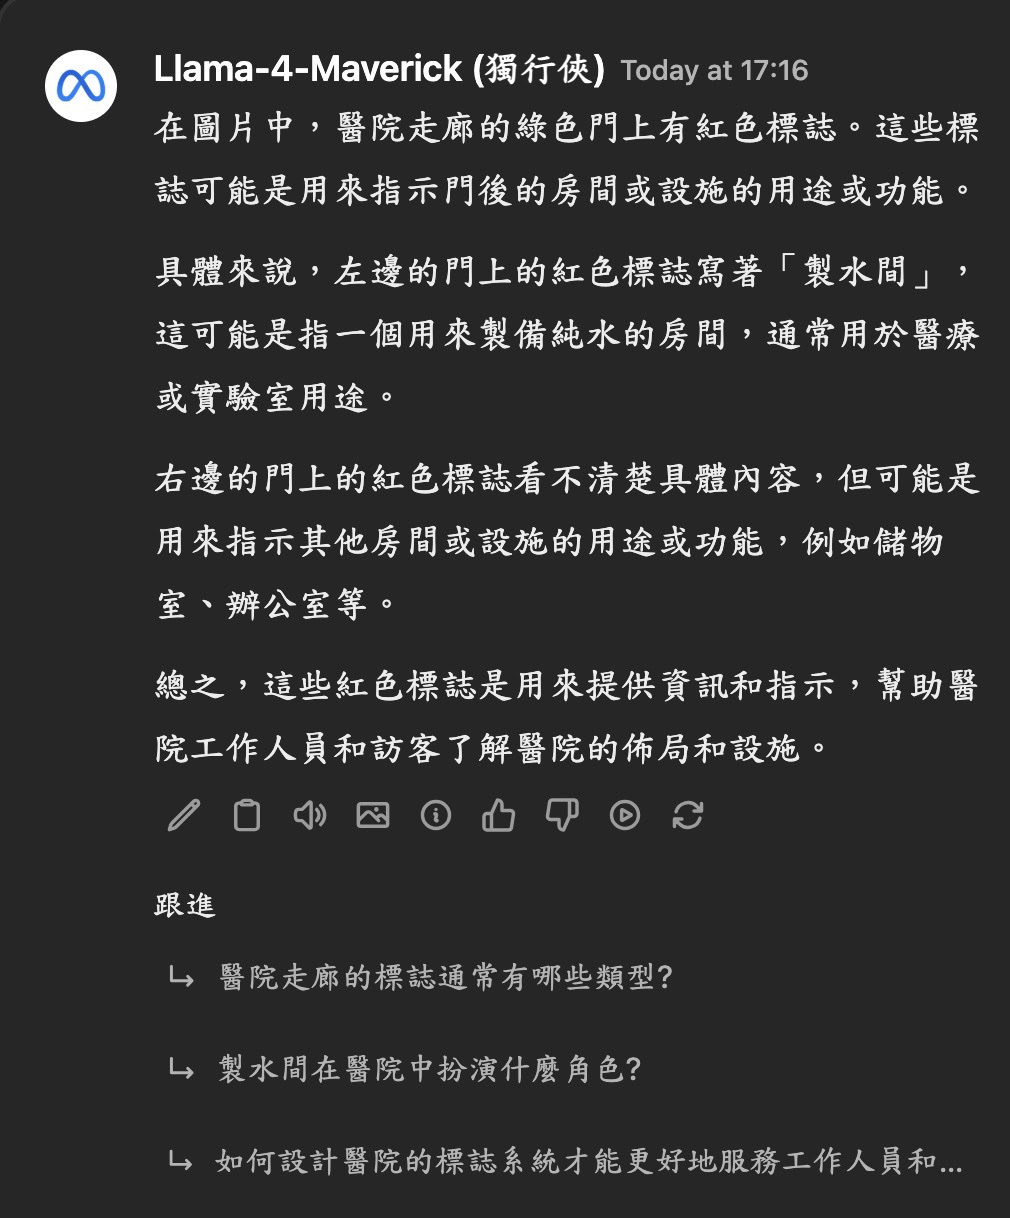 Llama-4-Maverick (獨行俠) Today at 17:16
在圖片中，醫院走廊的綠色門上有紅色標誌。這些標
誌可能是用來指示門後的房間或設施的用途或功能。
具體來說，左邊的門上的紅色標誌寫著「製水間」，
這可能是指一個用來製備純水的房間，通常用於醫療
或實驗室用途。
右邊的門上的紅色標誌看不清楚具體內容，但可能是
用來指示其他房間或設施的用途或功能，例如儲物
室、辦公室等。
總之，這些紅色標誌是用來提供資訊和指示，幫助醫
院工作人員和訪客了解醫院的佈局和設施。
跟進
醫院走廊的標誌通常有哪些類型?
製水間在醫院中扮演什麼角色?
如何設計醫院的標誌系統才能更好地服務工作人員和...